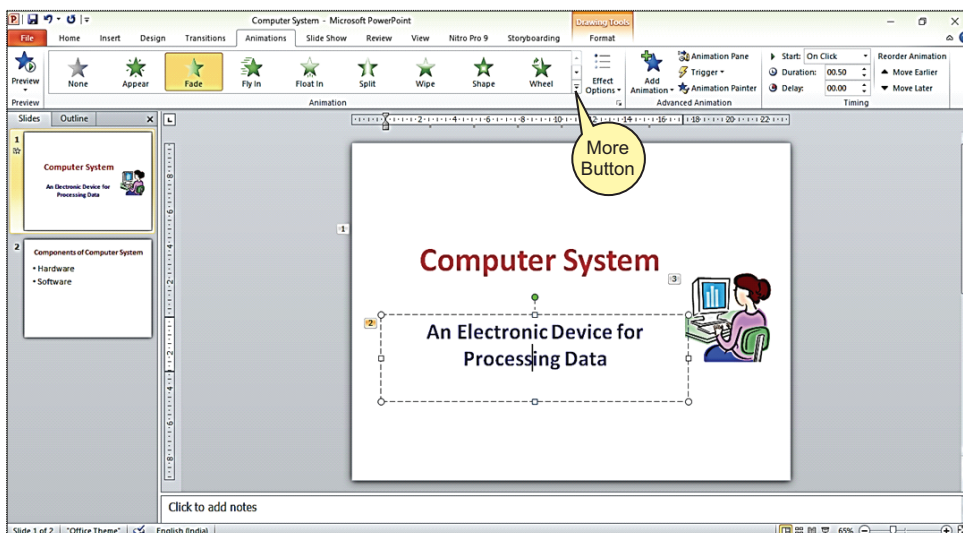 Computer System - Microsoft PowerPoint
Drawing Tools
File Home Insert Design Transitions Animations Slide Show Review View Nitro Pro 9 Storyboarding Format
Preview
None Appear Fade Fly In Float In Split Wipe Shape Wheel
Effect Options
Add Animation
Animation Pane
Trigger
Animation Painter
Start: On Click
Duration: 00.50
Delay: 00.00
Reorder Animation
Move Earlier
Move Later
Preview Animation Advanced Animation Timing
Slides Outline
More
Button
1
Computer System
An Electronic Device for
Processing Data
2
Components of Computer System
• Hardware
• Software
1
Computer System
3
2
An Electronic Device for
Processing Data
Click to add notes
Slide 1 of 2 "Office Theme" English (India) 65%